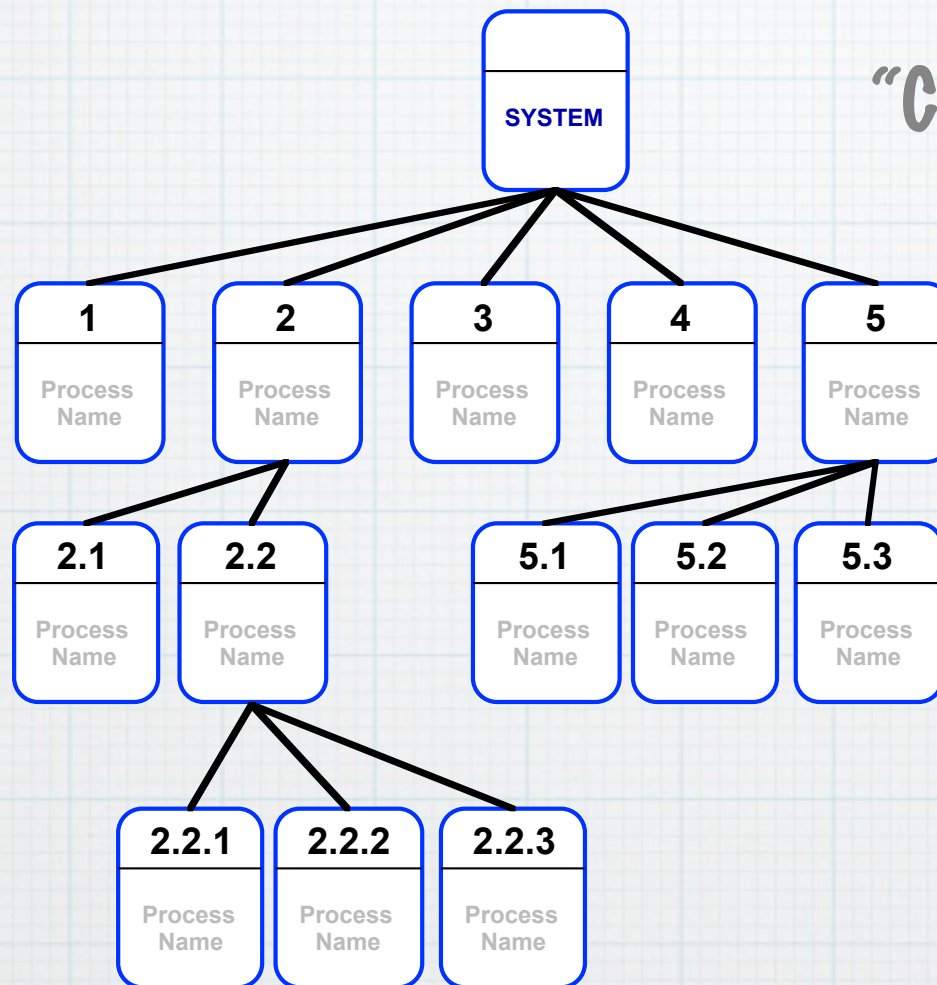 "C
SYSTEM
1
2
3
4
5
Process
Name
Process
Name
Process
Name
Process
Name
Process
Name
2.1
2.2
5.1
5.2
5.3
Process
Name
Process
Name
Process
Name
Process
Name
Process
Name
2.2.1
2.2.2
2.2.3
Process
Name
Process
Name
Process
Name